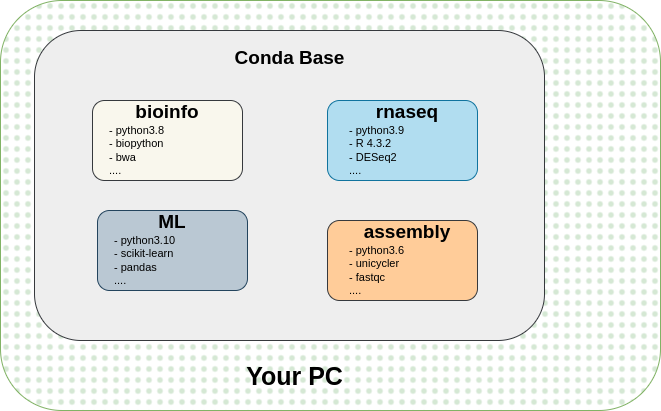 Conda Base
bioinfo
- python3.8
- biopython
- bwa
....
rnaseq
- python3.9
- R 4.3.2
- DESeq2
....
ML
- python3.10
- scikit-learn
- pandas
....
assembly
- python3.6
- unicycler
- fastqc
....
Your PC